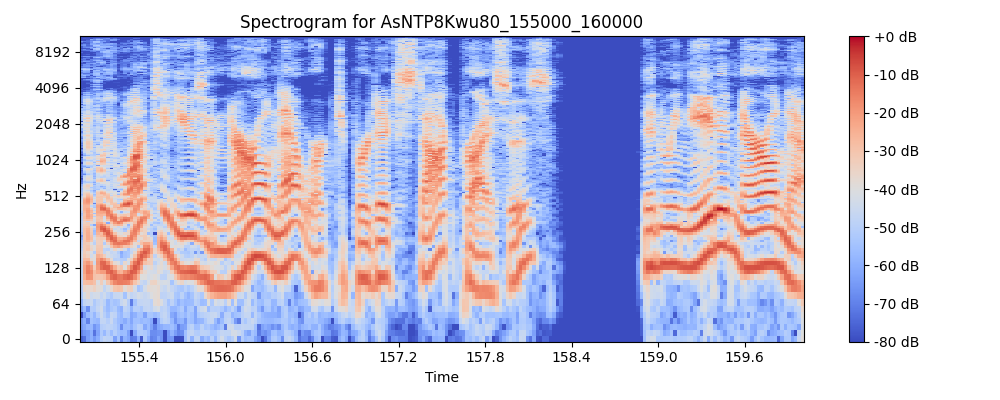 Spectrogram for AsNTP8Kwu80_155000_160000
Hz
8192
4096
2048
1024
512
256
128
64
0
155.4 156.0 156.6 157.2 157.8 158.4 159.0 159.6
Time
+0 dB
-10 dB
-20 dB
-30 dB
-40 dB
-50 dB
-60 dB
-70 dB
-80 dB